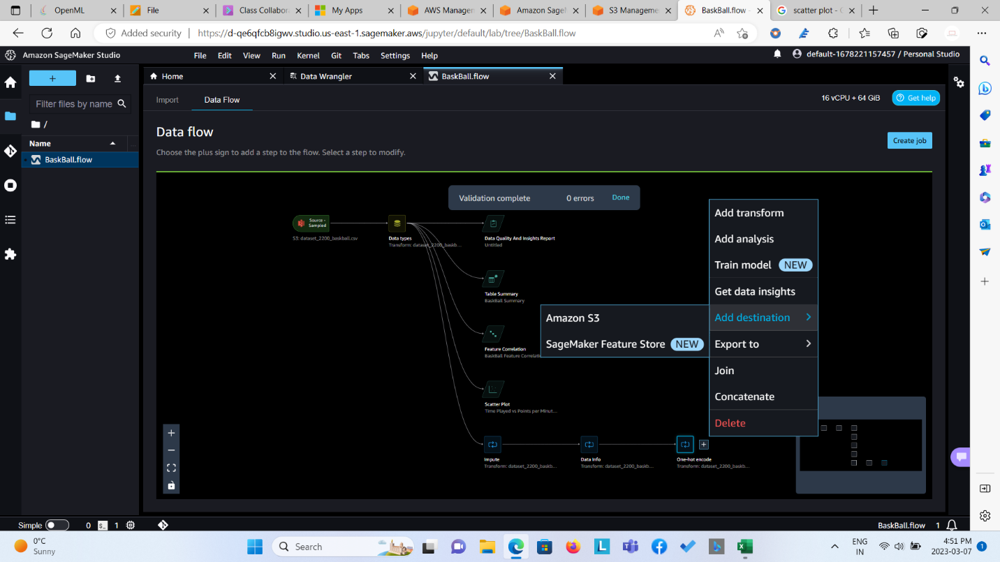 OpenML
File
Class Collabor
My Apps
AWS Managen
Amazon Sagel
S3 Manageme
BaskBall.flow -
scatter plot - G
Added security
https://d-qe6qfcb8igwv.studio.us-east-1.sagemaker.aws/jupyter/default/lab/tree/BaskBall.flow
Amazon SageMaker Studio
File Edit View Run Kernel Git Tabs Settings Help
default-1678221157457 / Personal Studio
Home
Data Wrangler
BaskBall.flow
Filter files by name
/
Name
BaskBall.flow
Import
Data Flow
16 vCPU + 64 GiB
Get help
Data flow
Choose the plus sign to add a step to the flow. Select a step to modify.
Create job
Validation complete 0 errors Done
Source - Sampled
S3: dataset_2200_baskball.csv
Data types
Transform: dataset_2200_baskb...
Data Quality And Insights Report
Untitled
Table Summary
BaskBall Summary
Feature Correlation
BaskBall Feature Correlatio
Scatter Plot
Time Played vs Points per Minut...
Impute
Transform: dataset_2200_baskb...
Data Info
Transform: dataset_2200_baskb...
One-hot encode
Transform: dataset_2200_baskb...
Add transform
Add analysis
Train model NEW
Get data insights
Add destination
Export to
Join
Concatenate
Delete
Amazon S3
SageMaker Feature Store NEW
Simple
0
1
BaskBall.flow 1
0°C
Sunny
Search
ENG
IN
4:51 PM
2023-03-07
1